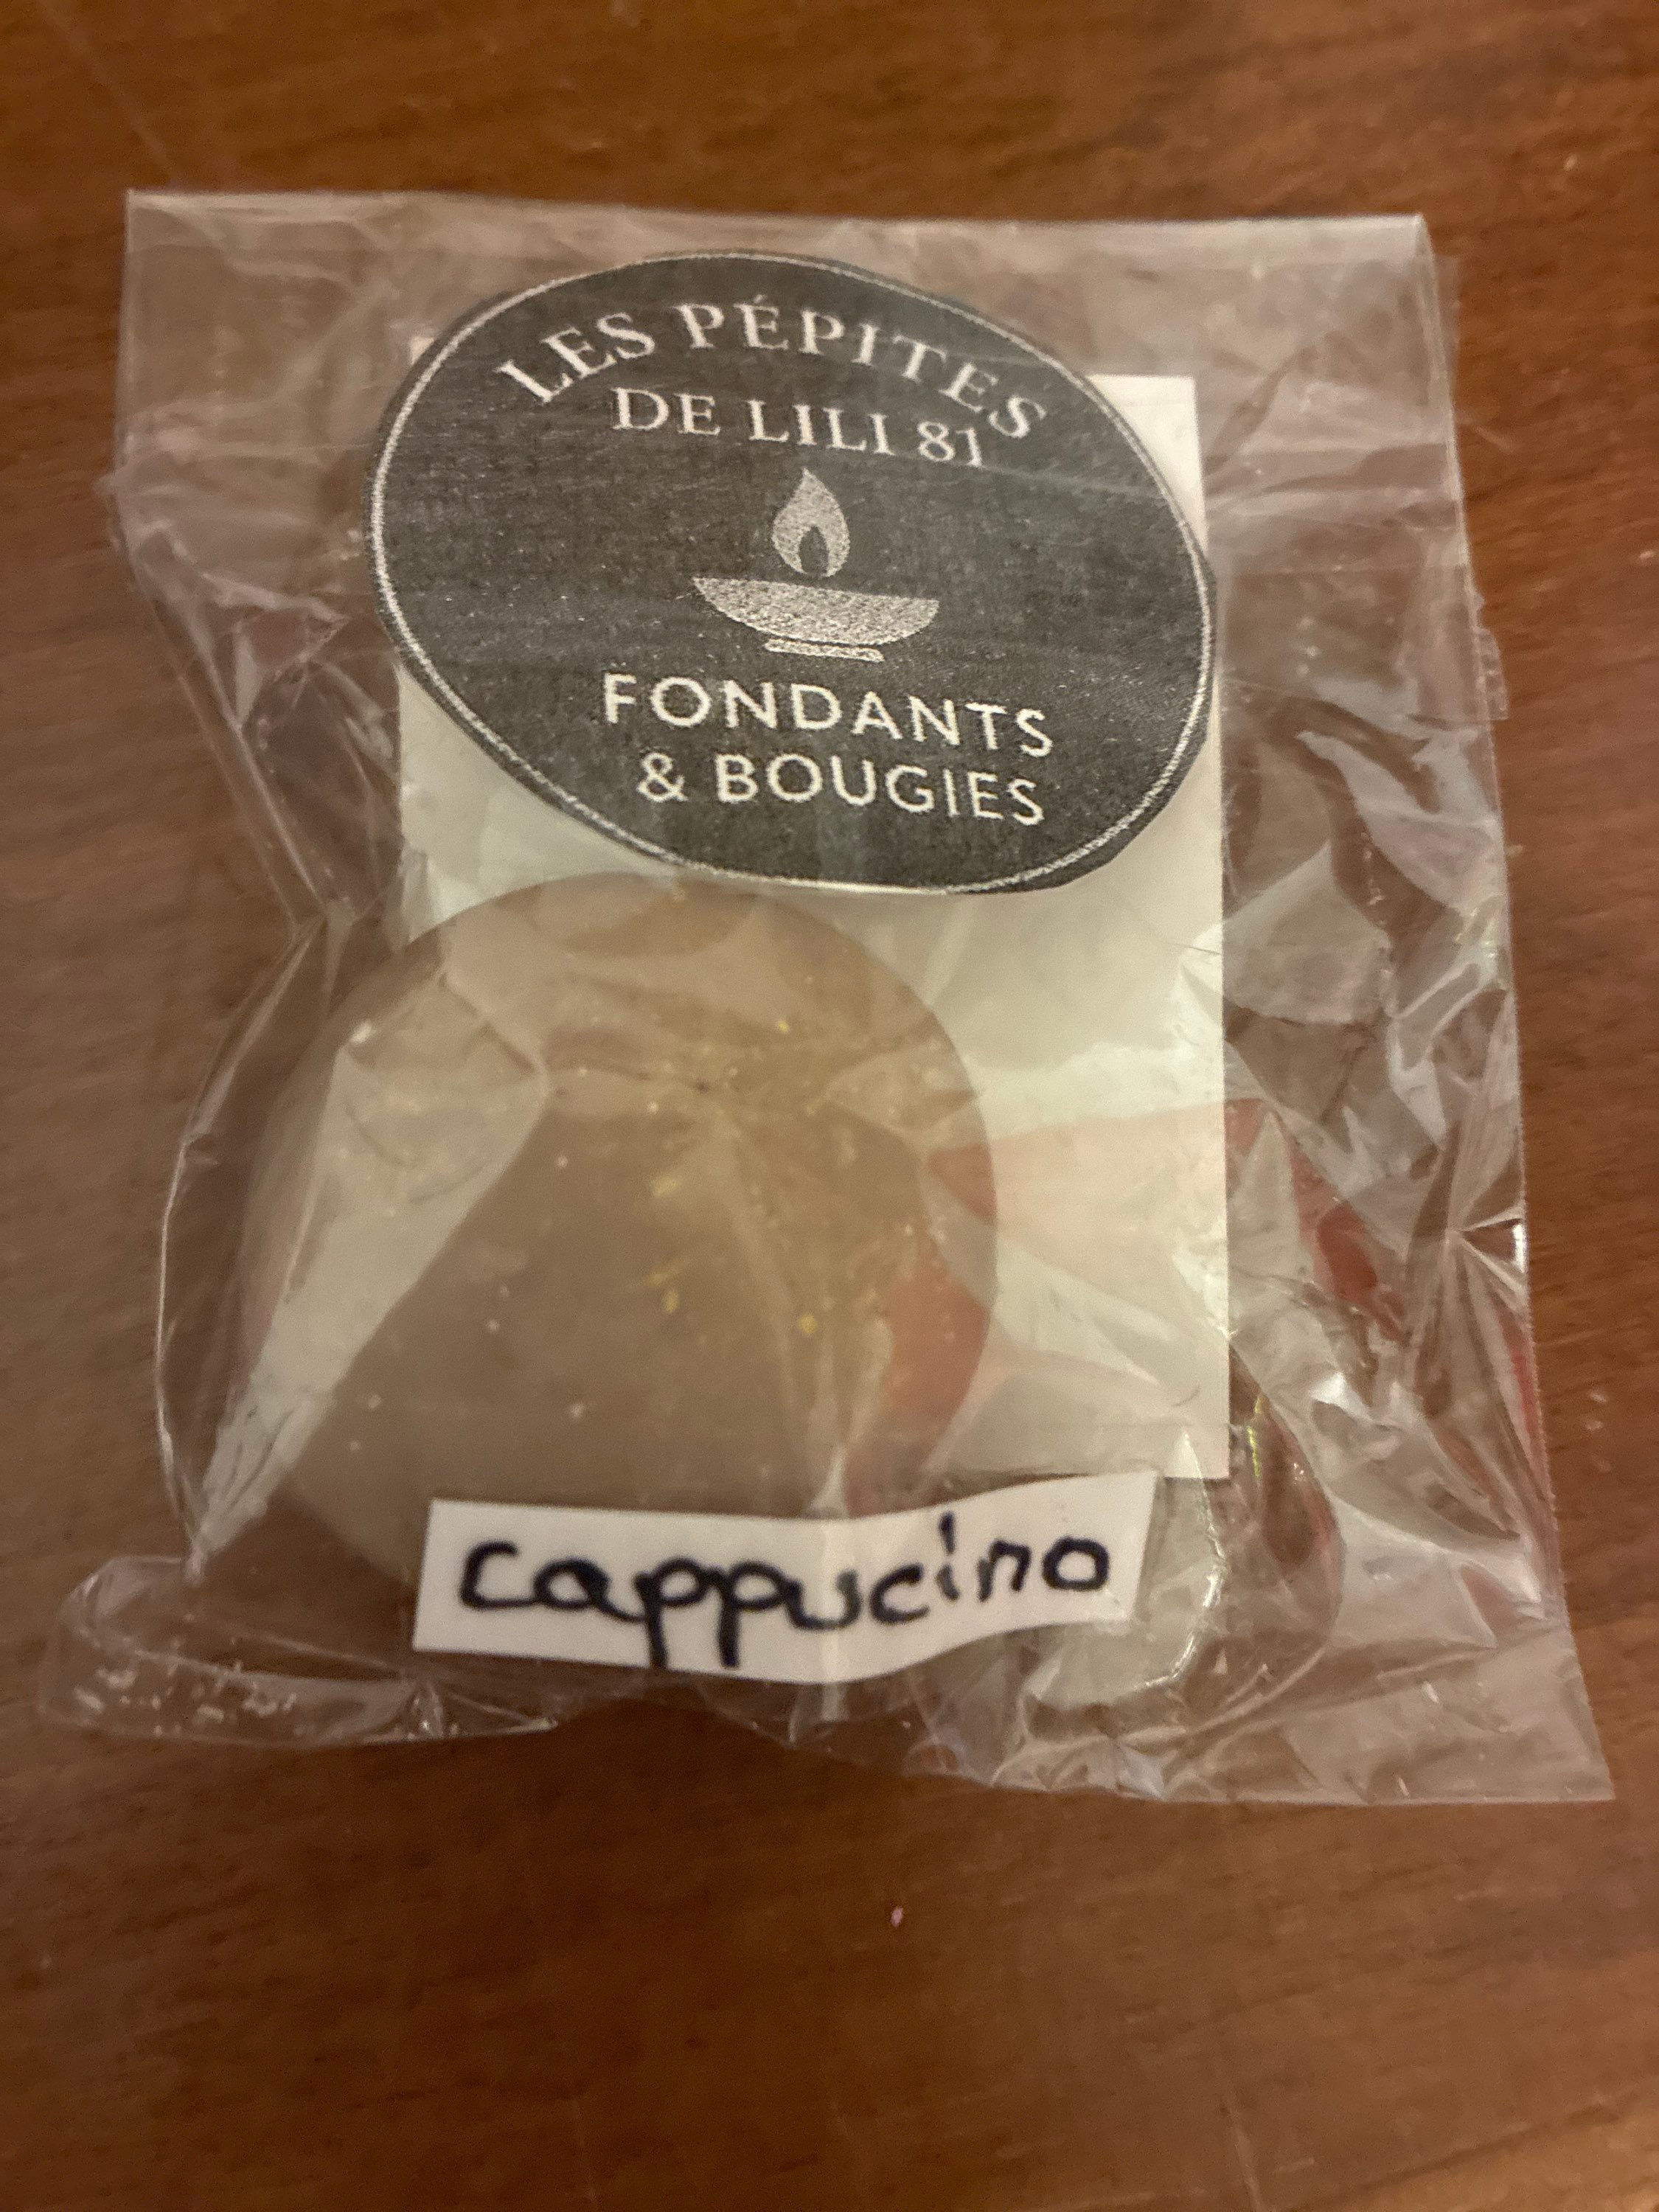 LES PÉPITES
DE LILI 81
FONDANTS
& BOUGIES
cappucino